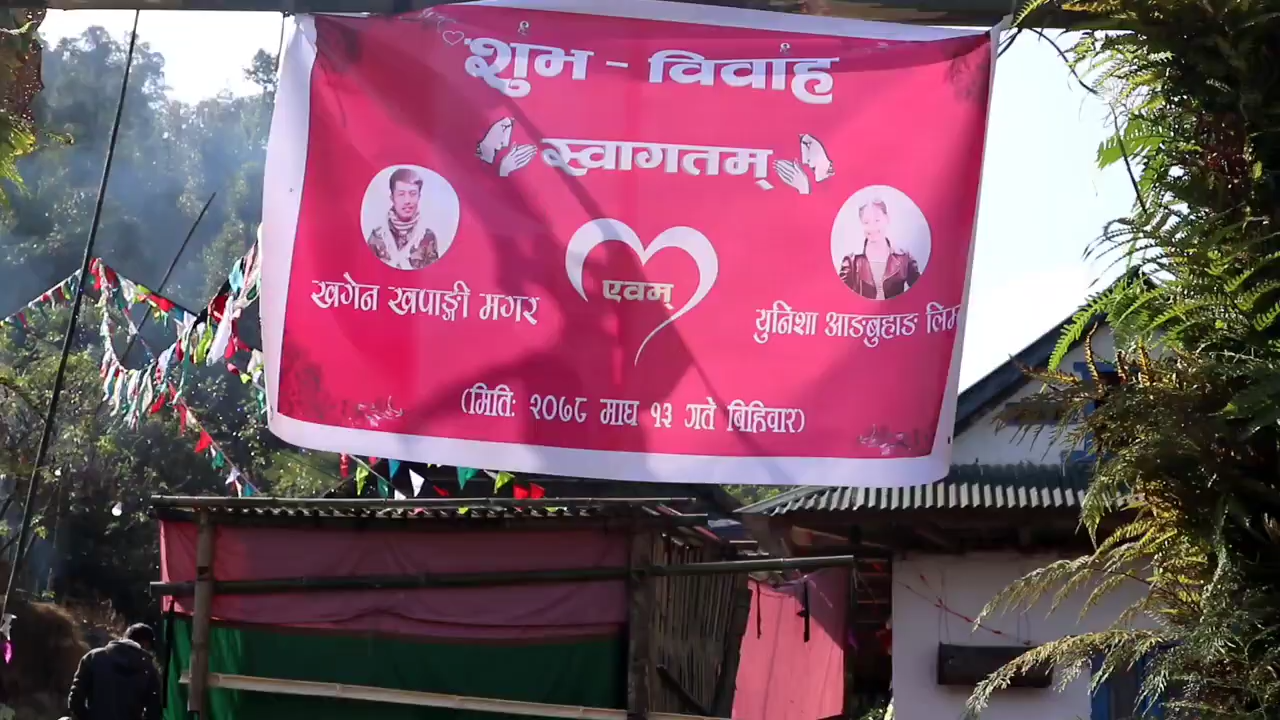 शुभ - विवाह
स्वागतम्
खगेन खपाङ्गी मगर
एवम्
युनिशा आङबुहाङ
(मितिः २०७८ माघ १३ गते बिहिवार)